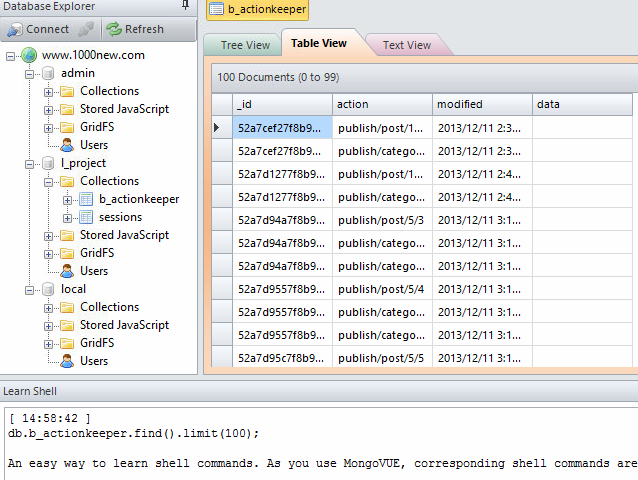 Database Explorer
Connect Refresh
www.1000new.com
admin
Collections
Stored JavaScript
GridFS
Users
l_project
Collections
b_actionkeeper
sessions
Stored JavaScript
GridFS
Users
local
Collections
Stored JavaScript
GridFS
Users
b_actionkeeper
Tree View Table View Text View
100 Documents (0 to 99)
_id action modified data
52a7cef27f8b9... publish/post/1... 2013/12/11 2:3...
52a7cef27f8b9... publish/catego... 2013/12/11 2:3...
52a7d1277f8b9... publish/post/1... 2013/12/11 2:4...
52a7d1277f8b9... publish/catego... 2013/12/11 2:4...
52a7d94a7f8b9... publish/post/5/3 2013/12/11 3:1...
52a7d94a7f8b9... publish/catego... 2013/12/11 3:1...
52a7d94a7f8b9... publish/catego... 2013/12/11 3:1...
52a7d9557f8b9... publish/post/5/4 2013/12/11 3:1...
52a7d9557f8b9... publish/catego... 2013/12/11 3:1...
52a7d9557f8b9... publish/catego... 2013/12/11 3:1...
52a7d95c7f8b9... publish/post/5/5 2013/12/11 3:1...
Learn Shell
[ 14:58:42 ]
db.b_actionkeeper.find().limit(100);
An easy way to learn shell commands. As you use MongoVUE, corresponding shell commands are